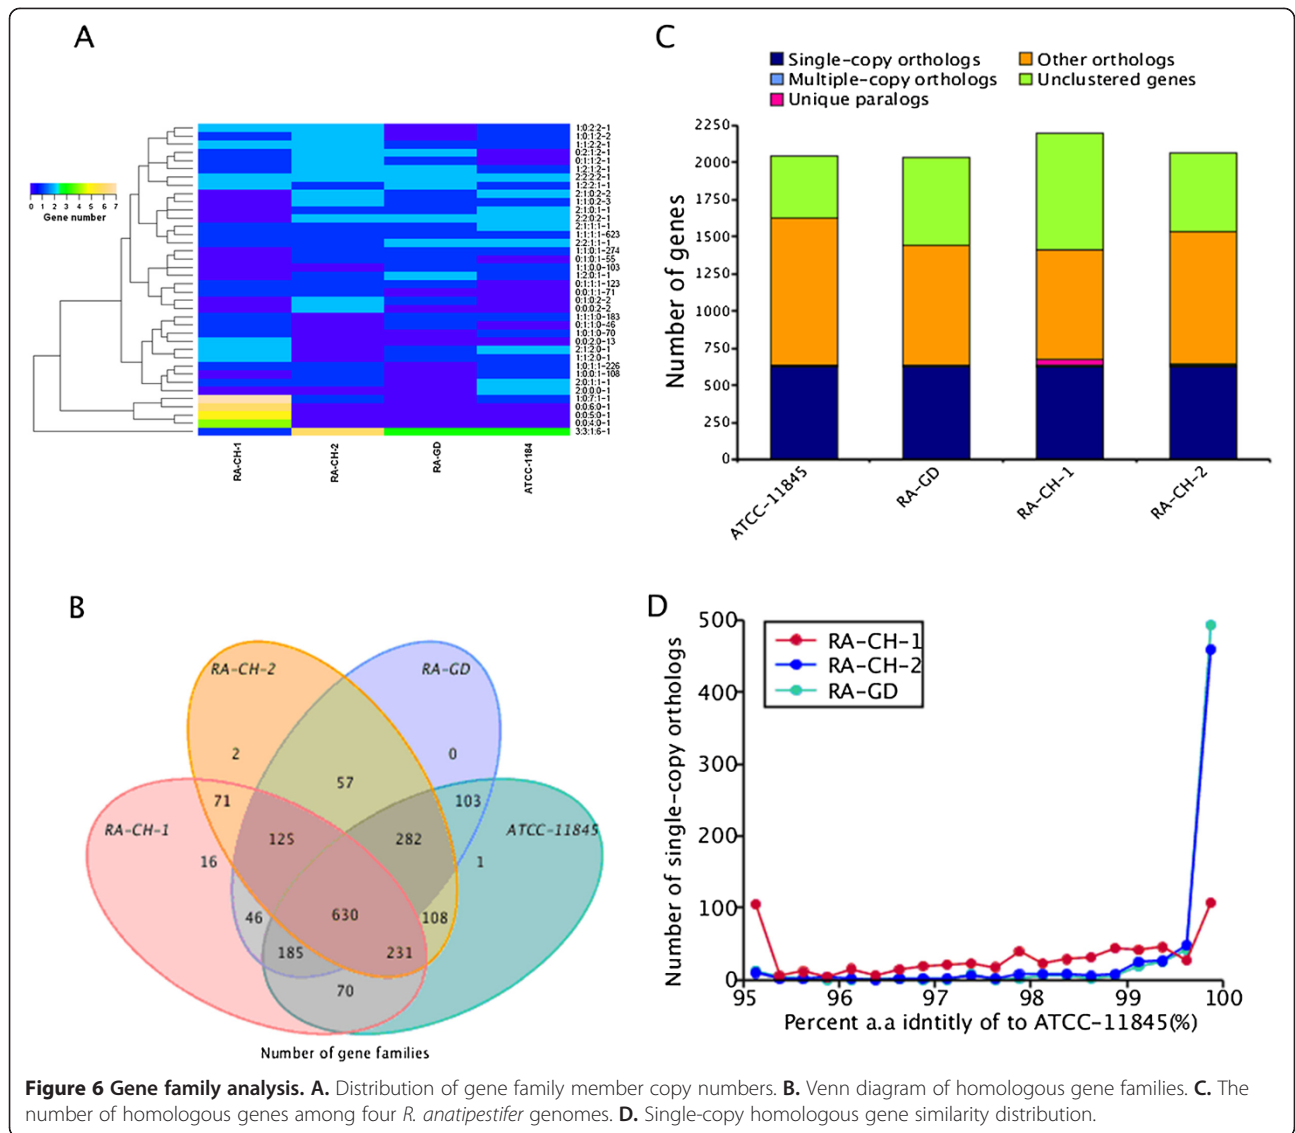 A
0 1 2 3 4 5 6 7
Gene number
1:0:2:2-1
1:0:1:2-2
1:1:2:2-1
0:2:1:2-1
0:1:1:2-1
1:2:1:2-1
2:2:2:2-1
1:2:2:1-1
2:1:0:2-2
1:1:0:2-3
2:1:0:1-1
2:2:0:2-1
2:1:1:1-1
1:1:1:1-623
2:2:1:1-1
1:1:0:1-274
0:1:0:1-55
1:1:0:0-103
1:2:0:1-1
0:1:1:1-123
0:0:1:1-71
0:1:0:2-2
0:0:0:2-2
1:1:1:0-183
0:1:1:0-46
1:0:1:0-70
0:0:2:0-13
2:1:2:0-1
1:1:2:0-1
1:0:1:1-226
1:0:0:1-108
2:0:1:1-1
2:0:0:0-1
1:0:7:1-1
0:0:6:0-1
0:0:5:0-1
0:0:4:0-1
3:3:1:6-1
RA-CH-1
RA-CH-2
RA-GD
ATCC-1184
C
Single-copy orthologs
Other orthologs
Multiple-copy orthologs
Unclustered genes
Unique paralogs
Number of genes
2250
2000
1750
1500
1250
1000
750
500
250
0
ATCC-11845
RA-GD
RA-CH-1
RA-CH-2
B
RA-CH-2
RA-GD
RA-CH-1
ATCC-11845
2
0
57
71
103
125
282
16
1
46
630
108
185
231
70
Number of gene families
D
Number of single-copy orthologs
500
400
300
200
100
0
RA-CH-1
RA-CH-2
RA-GD
95 96 97 98 99 100
Percent a.a idntitly of to ATCC-11845(%)
Figure 6 Gene family analysis. A. Distribution of gene family member copy numbers. B. Venn diagram of homologous gene families. C. The
number of homologous genes among four R. anatipestifer genomes. D. Single-copy homologous gene similarity distribution.